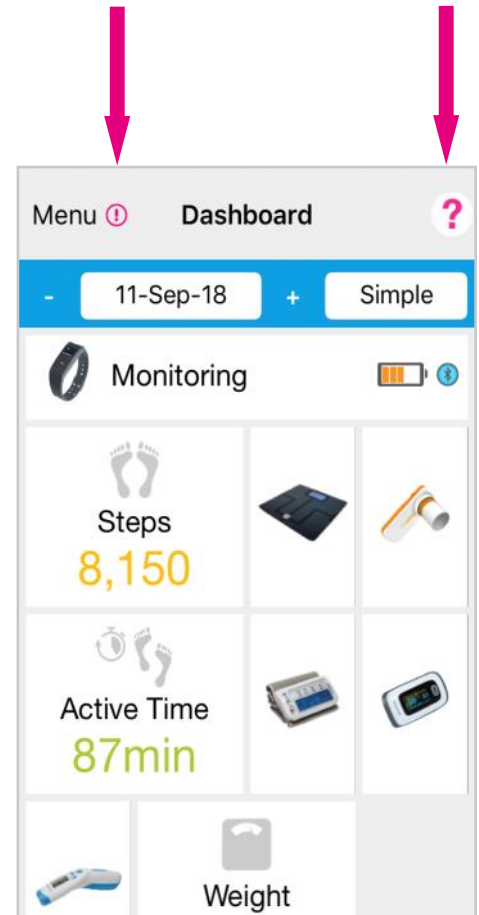 Menu ! Dashboard ?
- 11-Sep-18 + Simple
Monitoring
Steps
8,150
Active Time
87min
Weight